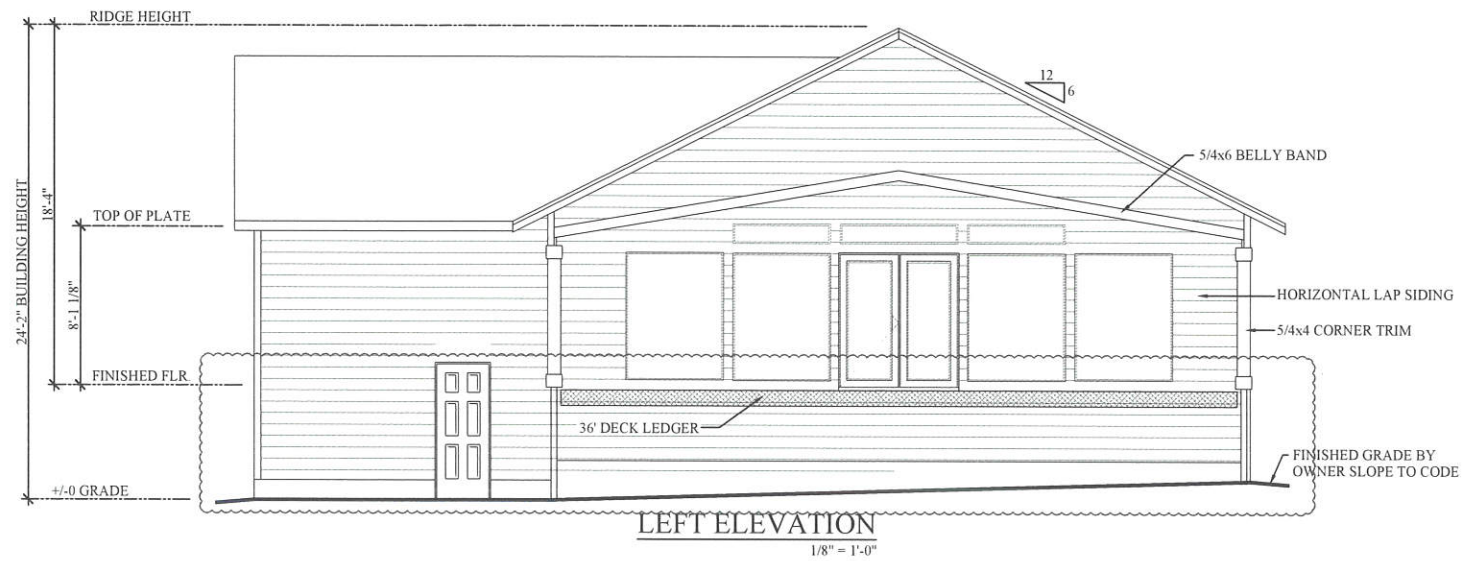 RIDGE HEIGHT
12
6
5/4x6 BELLY BAND
24'-2" BUILDING HEIGHT
18'-4"
8'-1 1/8"
TOP OF PLATE
HORIZONTAL LAP SIDING
5/4x4 CORNER TRIM
FINISHED FLR.
36' DECK LEDGER
FINISHED GRADE BY
OWNER SLOPE TO CODE
+/-0 GRADE
LEFT ELEVATION
1/8" = 1'-0"